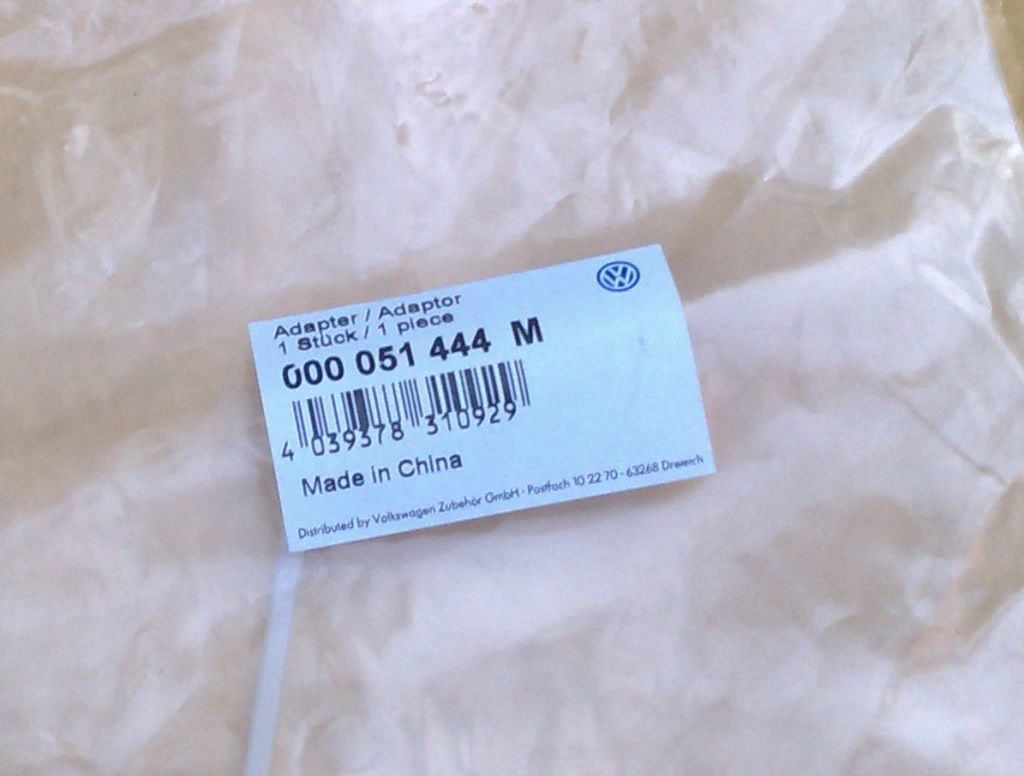 Adapter / Adaptor
1 Stück / 1 piece
000 051 444 M
4 039378 310929
Made in China
Distributed by Volkswagen Zubehör GmbH · Postfach 10 22 70 · 63268 Dreieich